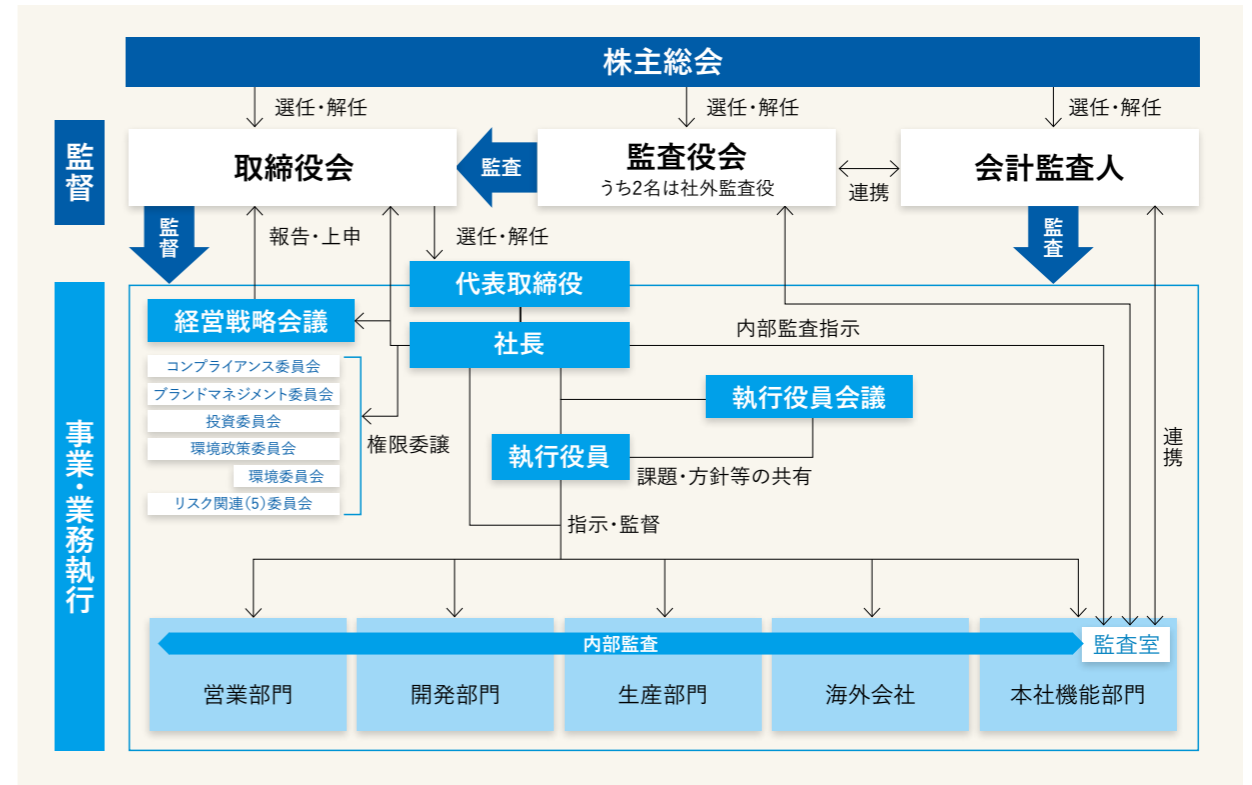 株主総会
選任・解任
選任・解任
選任・解任
監督
取締役会
監査
監査役会
うち2名は社外監査役
連携
会計監査人
監督
報告・上申
選任・解任
監査
事業・業務執行
代表取締役
経営戦略会議
社長
内部監査指示
コンプライアンス委員会
ブランドマネジメント委員会
投資委員会
環境政策委員会
環境委員会
リスク関連(5)委員会
権限委譲
執行役員会議
執行役員
課題・方針等の共有
連携
指示・監督
内部監査
監査室
営業部門
開発部門
生産部門
海外会社
本社機能部門